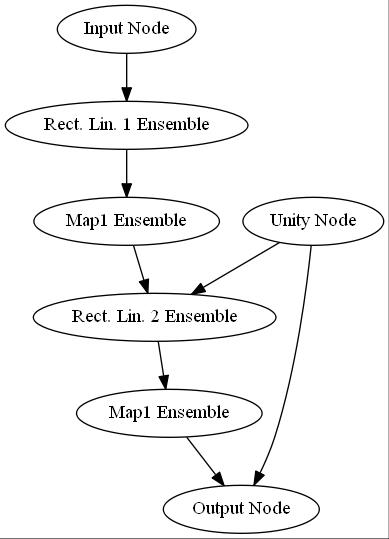 Input Node
Rect. Lin. 1 Ensemble
Map1 Ensemble
Unity Node
Rect. Lin. 2 Ensemble
Map1 Ensemble
Output Node